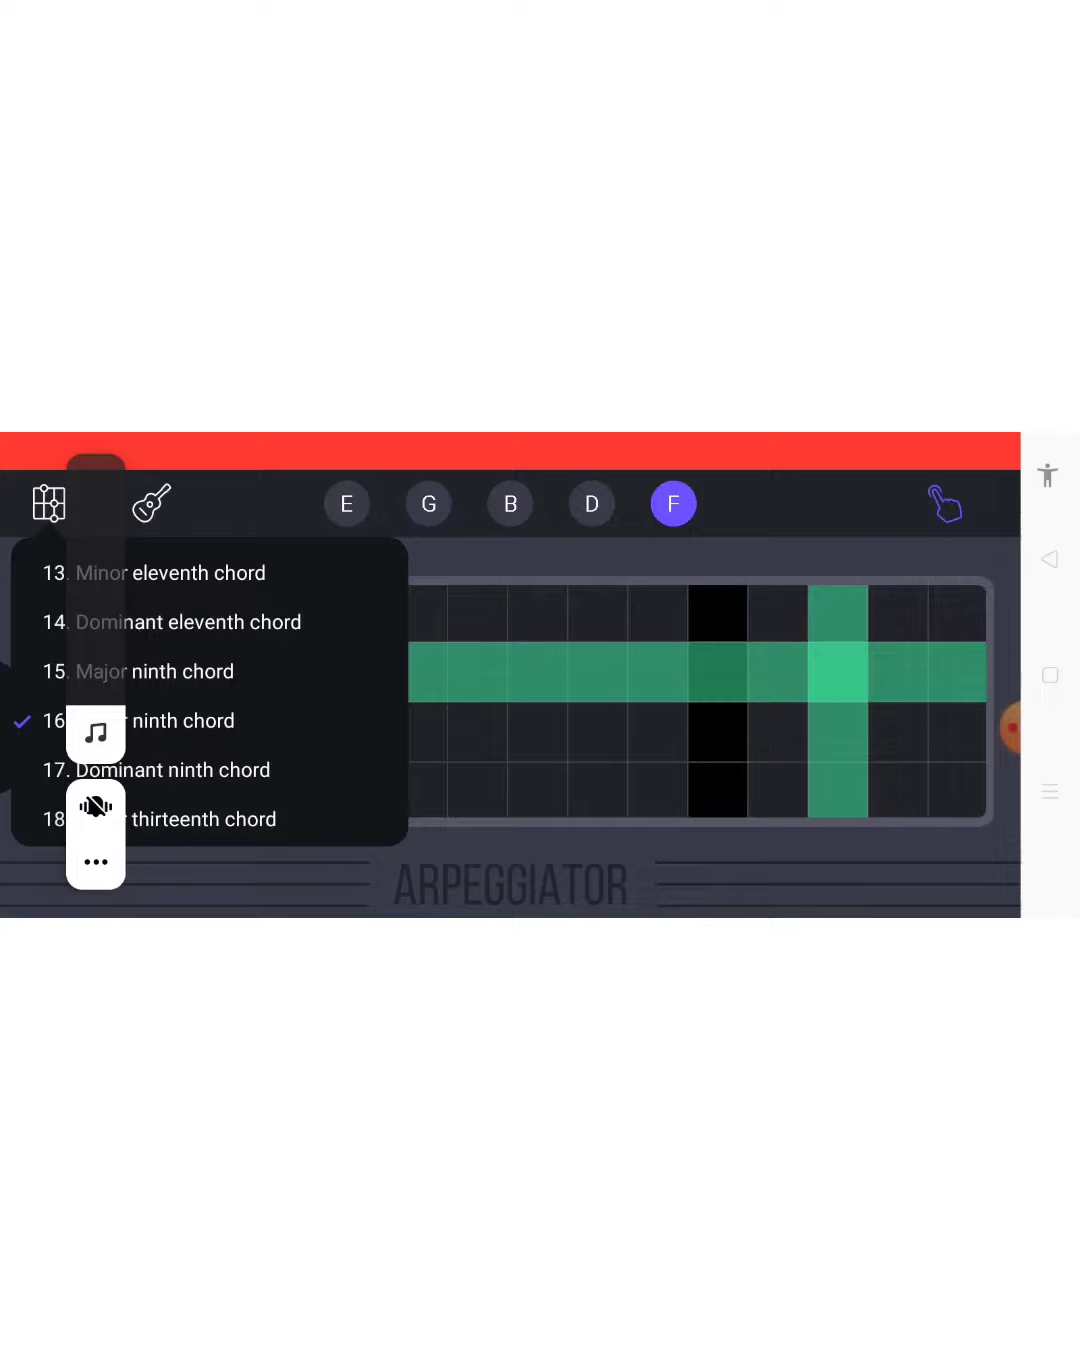 E G B D F
13. Minor eleventh chord
14. Dominant eleventh chord
15. Major ninth chord
16 ninth chord
17. Dominant ninth chord
18 thirteenth chord
ARPEGGIATOR